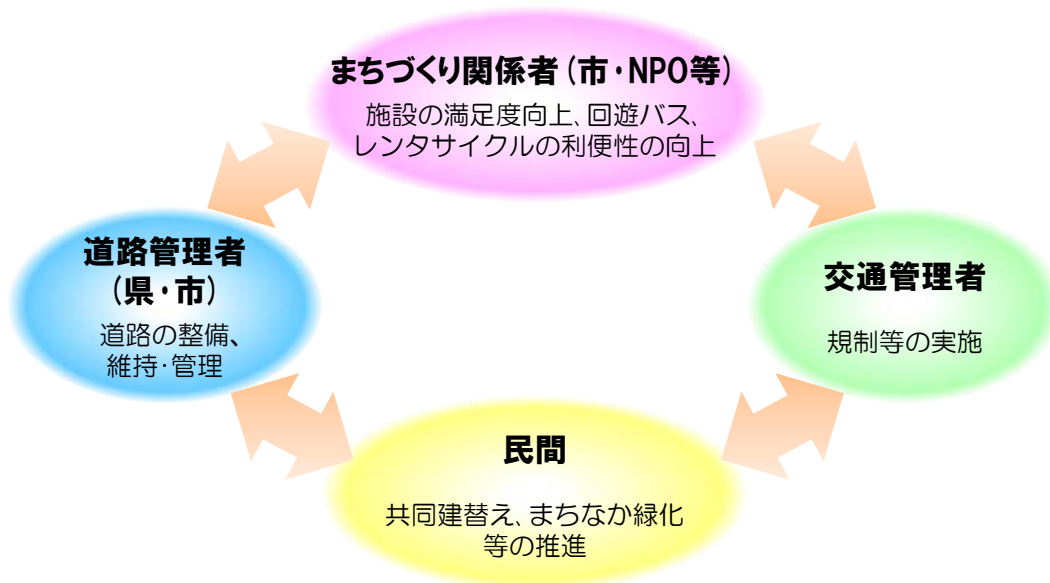 まちづくり関係者(市・NPO等)
施設の満足度向上、回遊バス、
レンタサイクルの利便性の向上
道路管理者
(県・市)
道路の整備、
維持・管理
交通管理者
規制等の実施
民間
共同建替え、まちなか緑化
等の推進